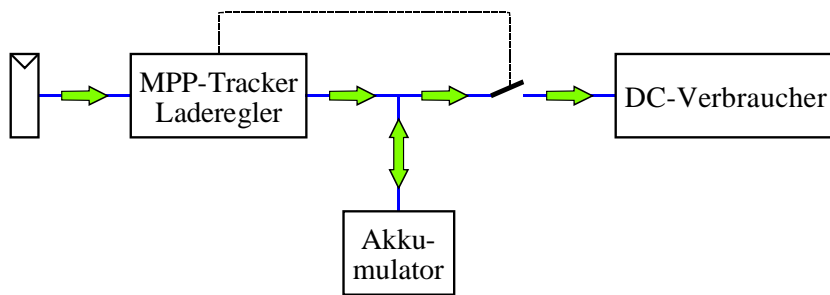 MPP-Tracker
Laderegler
DC-Verbraucher
Akku-
mulator